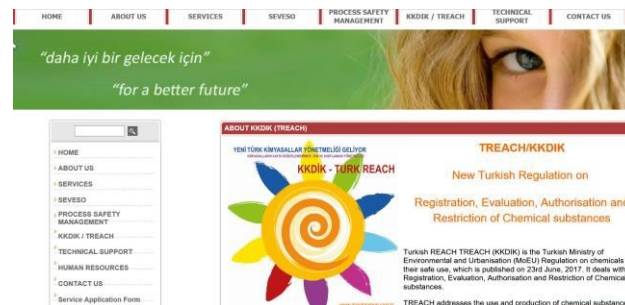 HOME
ABOUT US
SERVICES
SEVESO
PROCESS SAFETY
MANAGEMENT
KKDIK / TREACH
TECHNICAL
SUPPORT
CONTACT US
“daha iyi bir gelecek için”
“for a better future”
HOME
ABOUT US
SERVICES
SEVESO
PROCESS SAFETY
MANAGEMENT
KKDIK / TREACH
TECHNICAL SUPPORT
HUMAN RESOURCES
CONTACT US
Service Application Form
ABOUT KKDIK (TREACH)
YENİ TÜRK KİMYASALLAR YÖNETMELİĞİ GELİYOR
KKDİK - TURK REACH
TREACH/KKDIK
New Turkish Regulation on
Registration, Evaluation, Authorisation and
Restriction of Chemical substances
Turkish REACH TREACH (KKDIK) is the Turkish Ministry of
Environmental and Urbanisation (MoEU) Regulation on chemicals
their safe use, which is published on 23rd June, 2017. It deals with
Registration, Evaluation, Authorisation and Restriction of Chemical
substances.
TREACH addresses the use and production of chemical substance